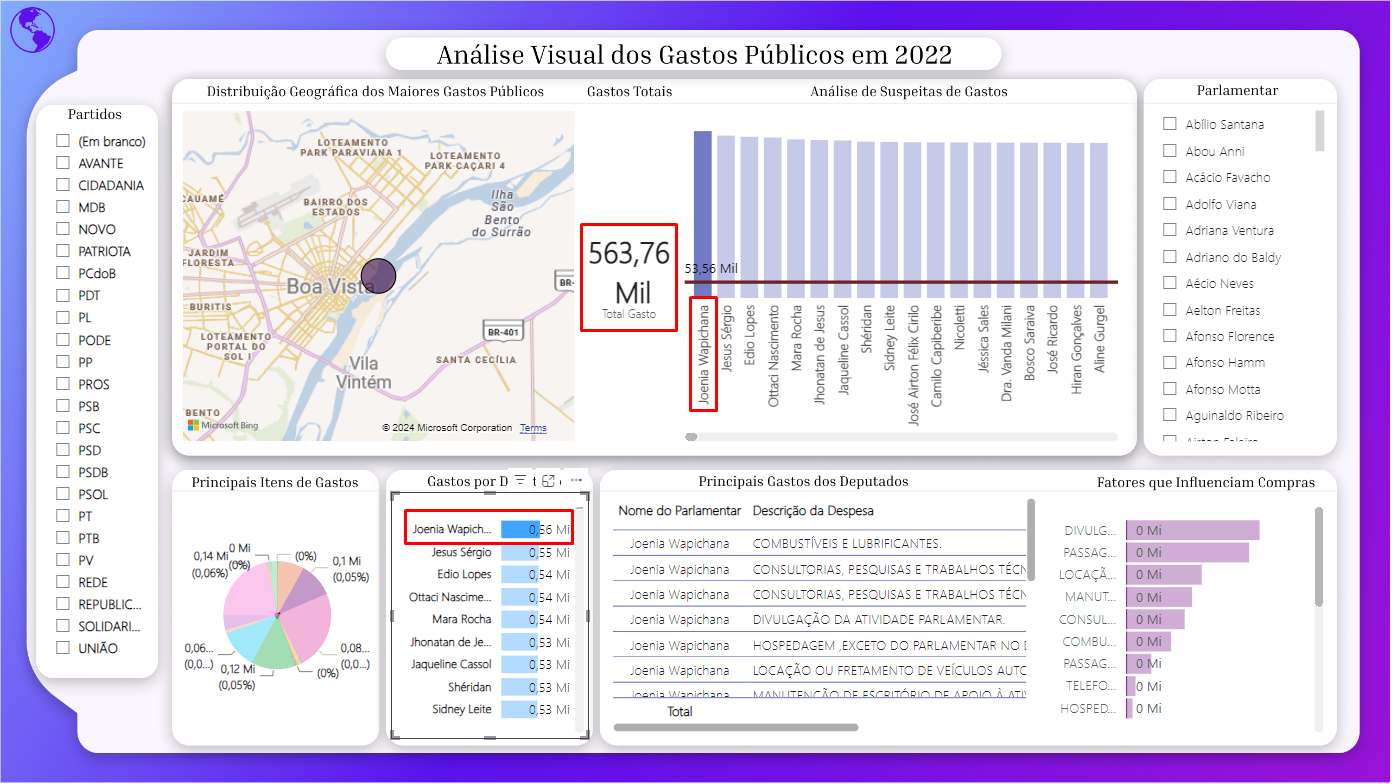 Análise Visual dos Gastos Públicos em 2022
Partidos
(Em branco)
AVANTE
CIDADANIA
MDB
NOVO
PATRIOTA
PCdoB
PDT
PL
PODE
PP
PROS
PSB
PSC
PSD
PSDB
PSOL
PT
PTB
PV
REDE
REPUBLIC...
SOLIDARI...
UNIÃO
Distribuição Geográfica dos Maiores Gastos Públicos
LOTEAMENTO
PARK PARAVIANA 1
LOTEAMENTO
PARK CAÇARI 4
CAUAMÉ
BAIRRO DOS
ESTADOS
Ilha
São
Bento
do Surrão
JARDIM
FLORESTA
Boa Vista
BR-
BURITIS
BR-401
LOTEAMENTO
PORTAL DO
SOL I
Vila
Vintém
SANTA CECÍLIA
BENTO
Microsoft Bing
© 2024 Microsoft Corporation Terms
Gastos Totais
563,76
Mil
Total Gasto
Análise de Suspeitas de Gastos
53,56 Mil
Joenia Wapichana
Jesus Sérgio
Edio Lopes
Ottaci Nascimento
Mara Rocha
Jhonatan de Jesus
Jaqueline Cassol
Shéridan
Sidney Leite
José Airton Félix Cirilo
Camilo Capiberibe
Nicoletti
Jéssica Sales
Dra. Vanda Milani
Bosco Saraiva
José Ricardo
Hiran Gonçalves
Aline Gurgel
Parlamentar
Abílio Santana
Abou Anni
Acácio Favacho
Adolfo Viana
Adriana Ventura
Adriano do Baldy
Aécio Neves
Aelton Freitas
Afonso Florence
Afonso Hamm
Afonso Motta
Aguinaldo Ribeiro
Principais Itens de Gastos
0 Mi
(0%)
(0%)
0,1 Mi
(0,05%)
0,14 Mi
(0,06%)
0,06...
(0,0...)
0,08...
(0,0...)
0,12 Mi
(0,05%)
(0%)
Gastos por D
Joenia Wapich... 0,56 Mi
Jesus Sérgio 0,55 Mi
Edio Lopes 0,54 Mi
Ottaci Nascime... 0,54 Mi
Mara Rocha 0,54 Mi
Jhonatan de Je... 0,53 Mi
Jaqueline Cassol 0,53 Mi
Shéridan 0,53 Mi
Sidney Leite 0,53 Mi
Principais Gastos dos Deputados
Nome do Parlamentar Descrição da Despesa
Joenia Wapichana COMBUSTÍVEIS E LUBRIFICANTES.
Joenia Wapichana CONSULTORIAS, PESQUISAS E TRABALHOS TÉCN
Joenia Wapichana CONSULTORIAS, PESQUISAS E TRABALHOS TÉCN
Joenia Wapichana DIVULGAÇÃO DA ATIVIDADE PARLAMENTAR.
Joenia Wapichana HOSPEDAGEM ,EXCETO DO PARLAMENTAR NO D
Joenia Wapichana LOCAÇÃO OU FRETAMENTO DE VEÍCULOS AUTO
Joenia Wapichana MANUTENÇÃO DE ESCRITÓRIO DE APOIO À ATIV
Total
Fatores que Influenciam Compras
DIVULG... 0 Mi
PASSAG... 0 Mi
LOCAÇÃ... 0 Mi
MANUT... 0 Mi
CONSUL... 0 Mi
COMBU... 0 Mi
PASSAG... 0 Mi
TELEFO... 0 Mi
HOSPED... 0 Mi